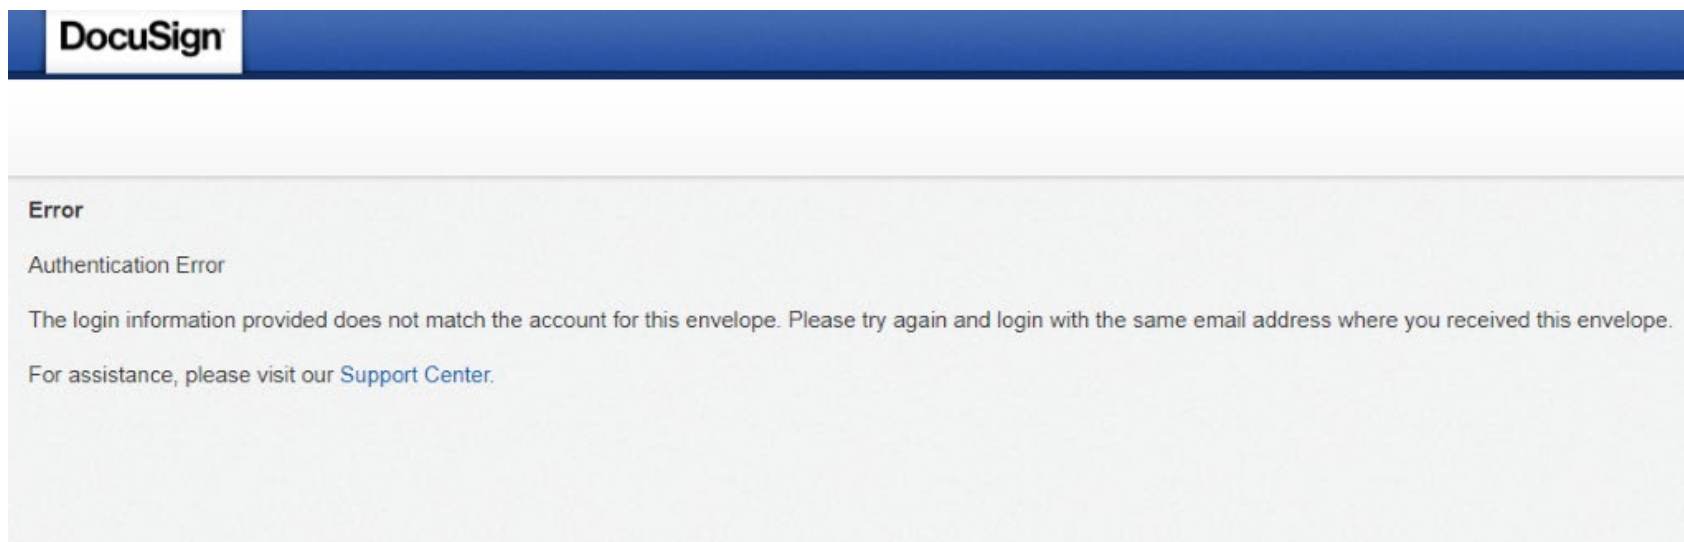 DocuSign
Error
Authentication Error
The login information provided does not match the account for this envelope. Please try again and login with the same email address where you received this envelope.
For assistance, please visit our Support Center.